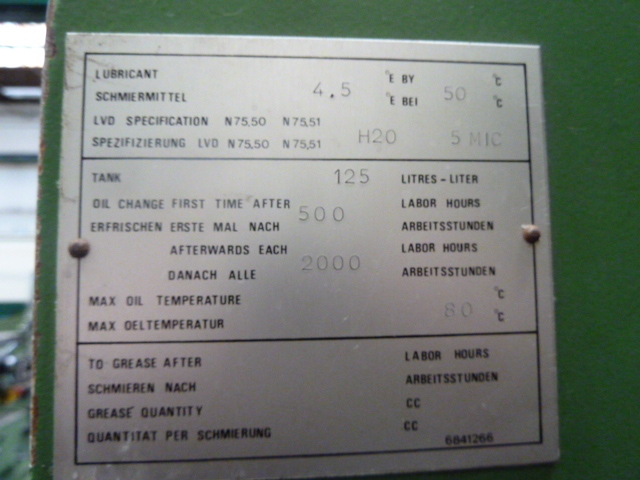 LUBRICANT 4.5 °E BY 50 °C
SCHMIERMITTEL °E BEI °C
LVD SPECIFICATION N75.50 N75.51
SPEZIFIZIERUNG LVD N75.50 N75.51 H20 5 MIC
TANK 125 LITRES-LITER
OIL CHANGE FIRST TIME AFTER 500 LABOR HOURS
ERFRISCHEN ERSTE MAL NACH ARBEITSSTUNDEN
AFTERWARDS EACH 2000 LABOR HOURS
DANACH ALLE ARBEITSSTUNDEN
MAX OIL TEMPERATURE °C
MAX OELTEMPERATUR 80 °C
TO GREASE AFTER LABOR HOURS
SCHMIEREN NACH ARBEITSSTUNDEN
GREASE QUANTITY CC
QUANTITAT PER SCHMIERUNG CC
6841266